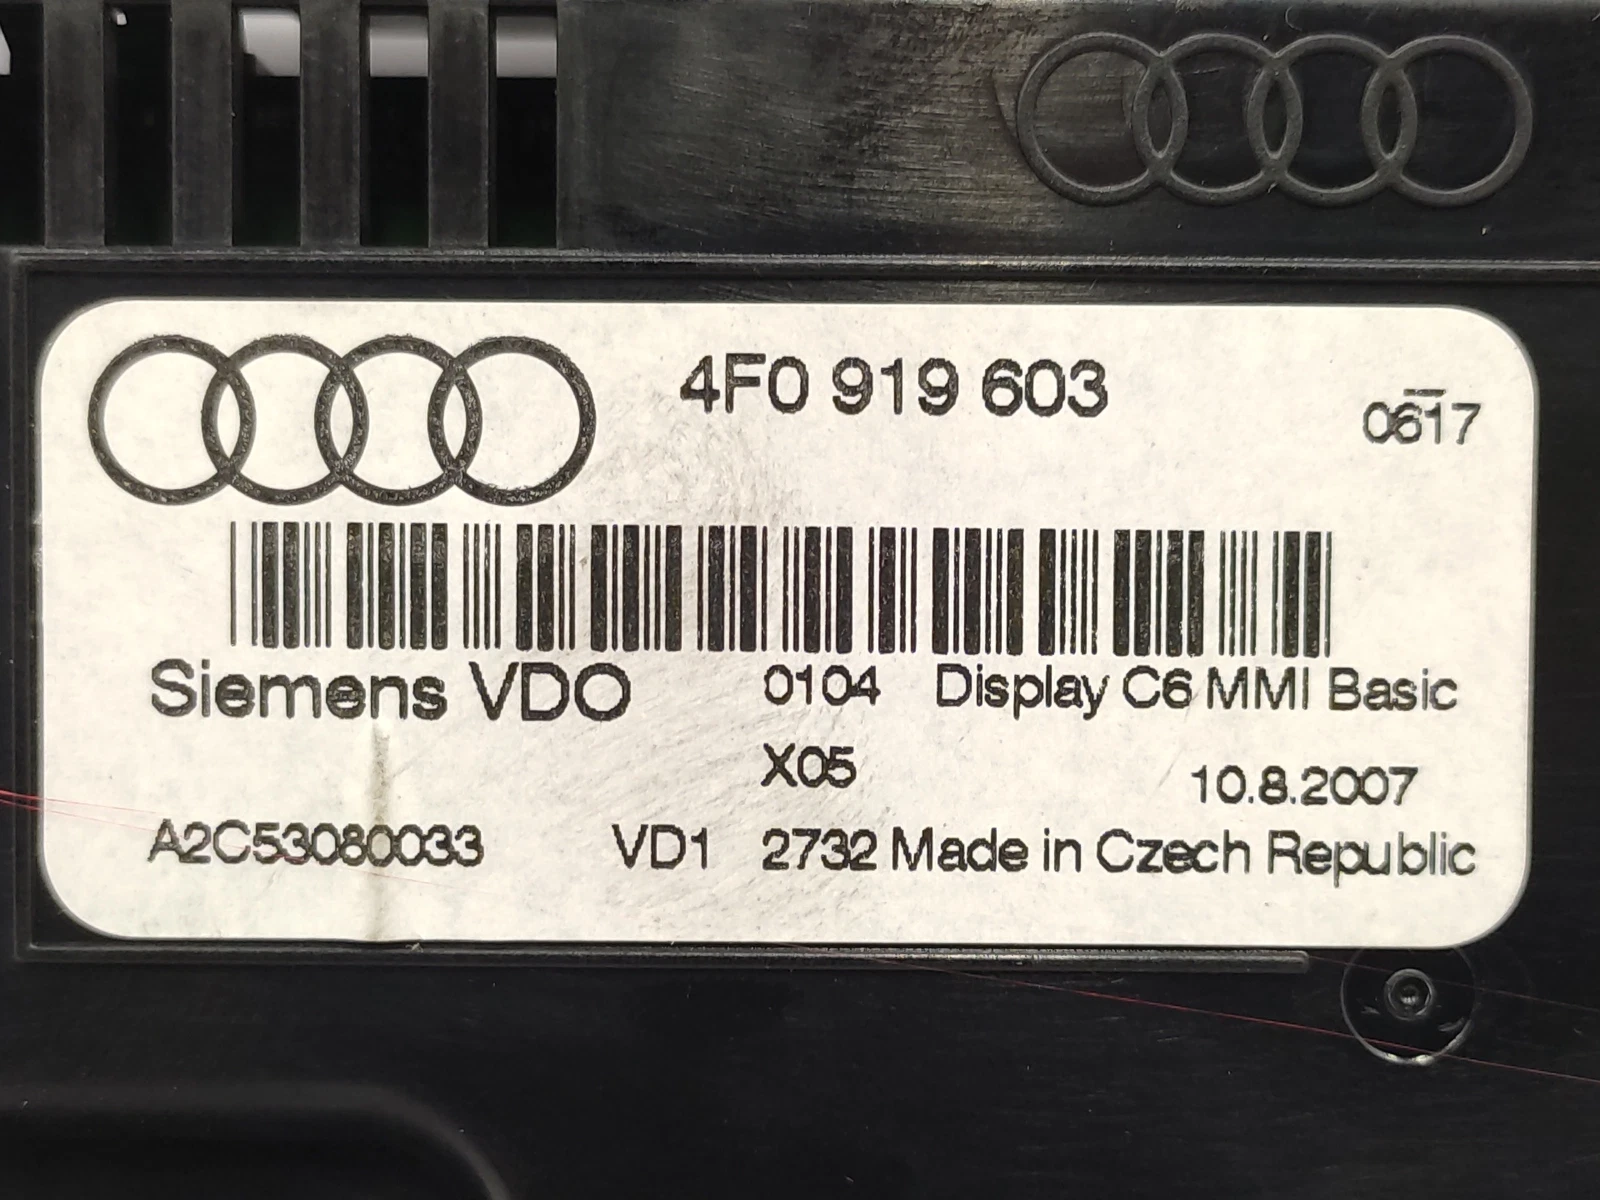 4F0 919 603
0617
Siemens VDO 0104 Display C6 MMI Basic
X05 10.8.2007
A2C53080033 VD1 2732 Made in Czech Republic